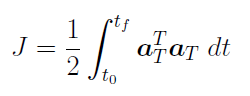 J = \frac{1}{2} \int_{t_0}^{t_f} \boldsymbol{a}_T^T \boldsymbol{a}_T \, dt